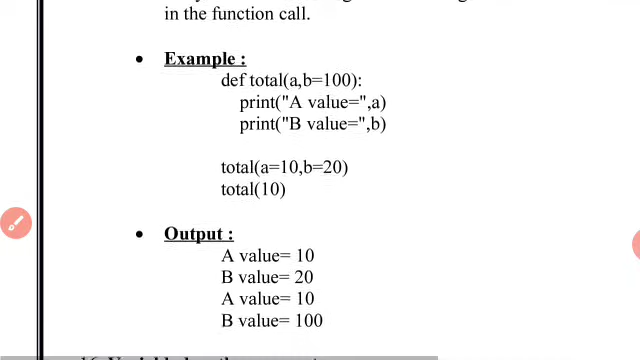 in the function call.
• Example :
def total(a,b=100):
print("A value=",a)
print("B value=",b)
total(a=10,b=20)
total(10)
• Output :
A value= 10
B value= 20
A value= 10
B value= 100